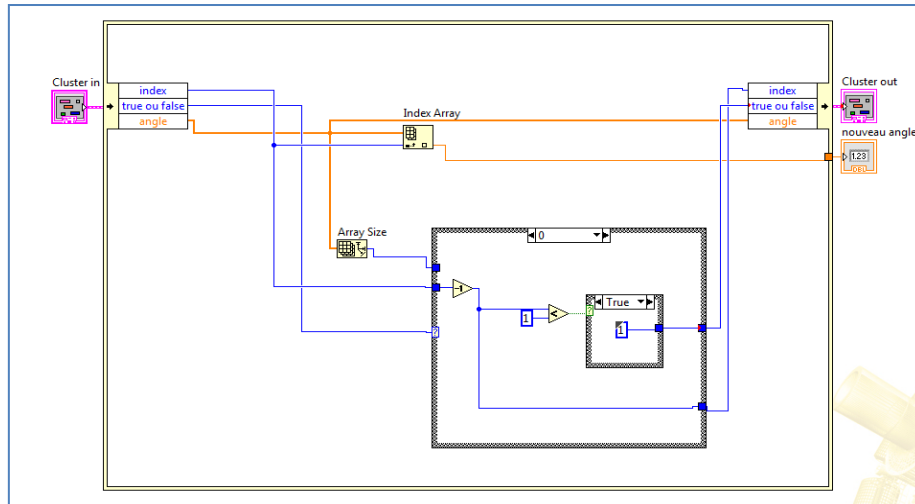 Cluster in
index
true ou false
angle
Index Array
Array Size
0
-1
1
<
True
1
?
?
index
true ou false
angle
Cluster out
nouveau angle
1.23
DBL